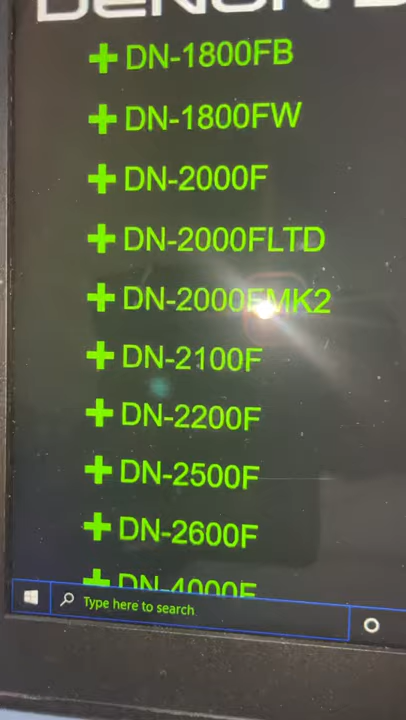 DENON D
+ DN-1800FB
+ DN-1800FW
+ DN-2000F
+ DN-2000FLTD
+ DN-2000FMK2
+ DN-2100F
+ DN-2200F
+ DN-2500F
+ DN-2600F
+ DN-4000F
Type here to search